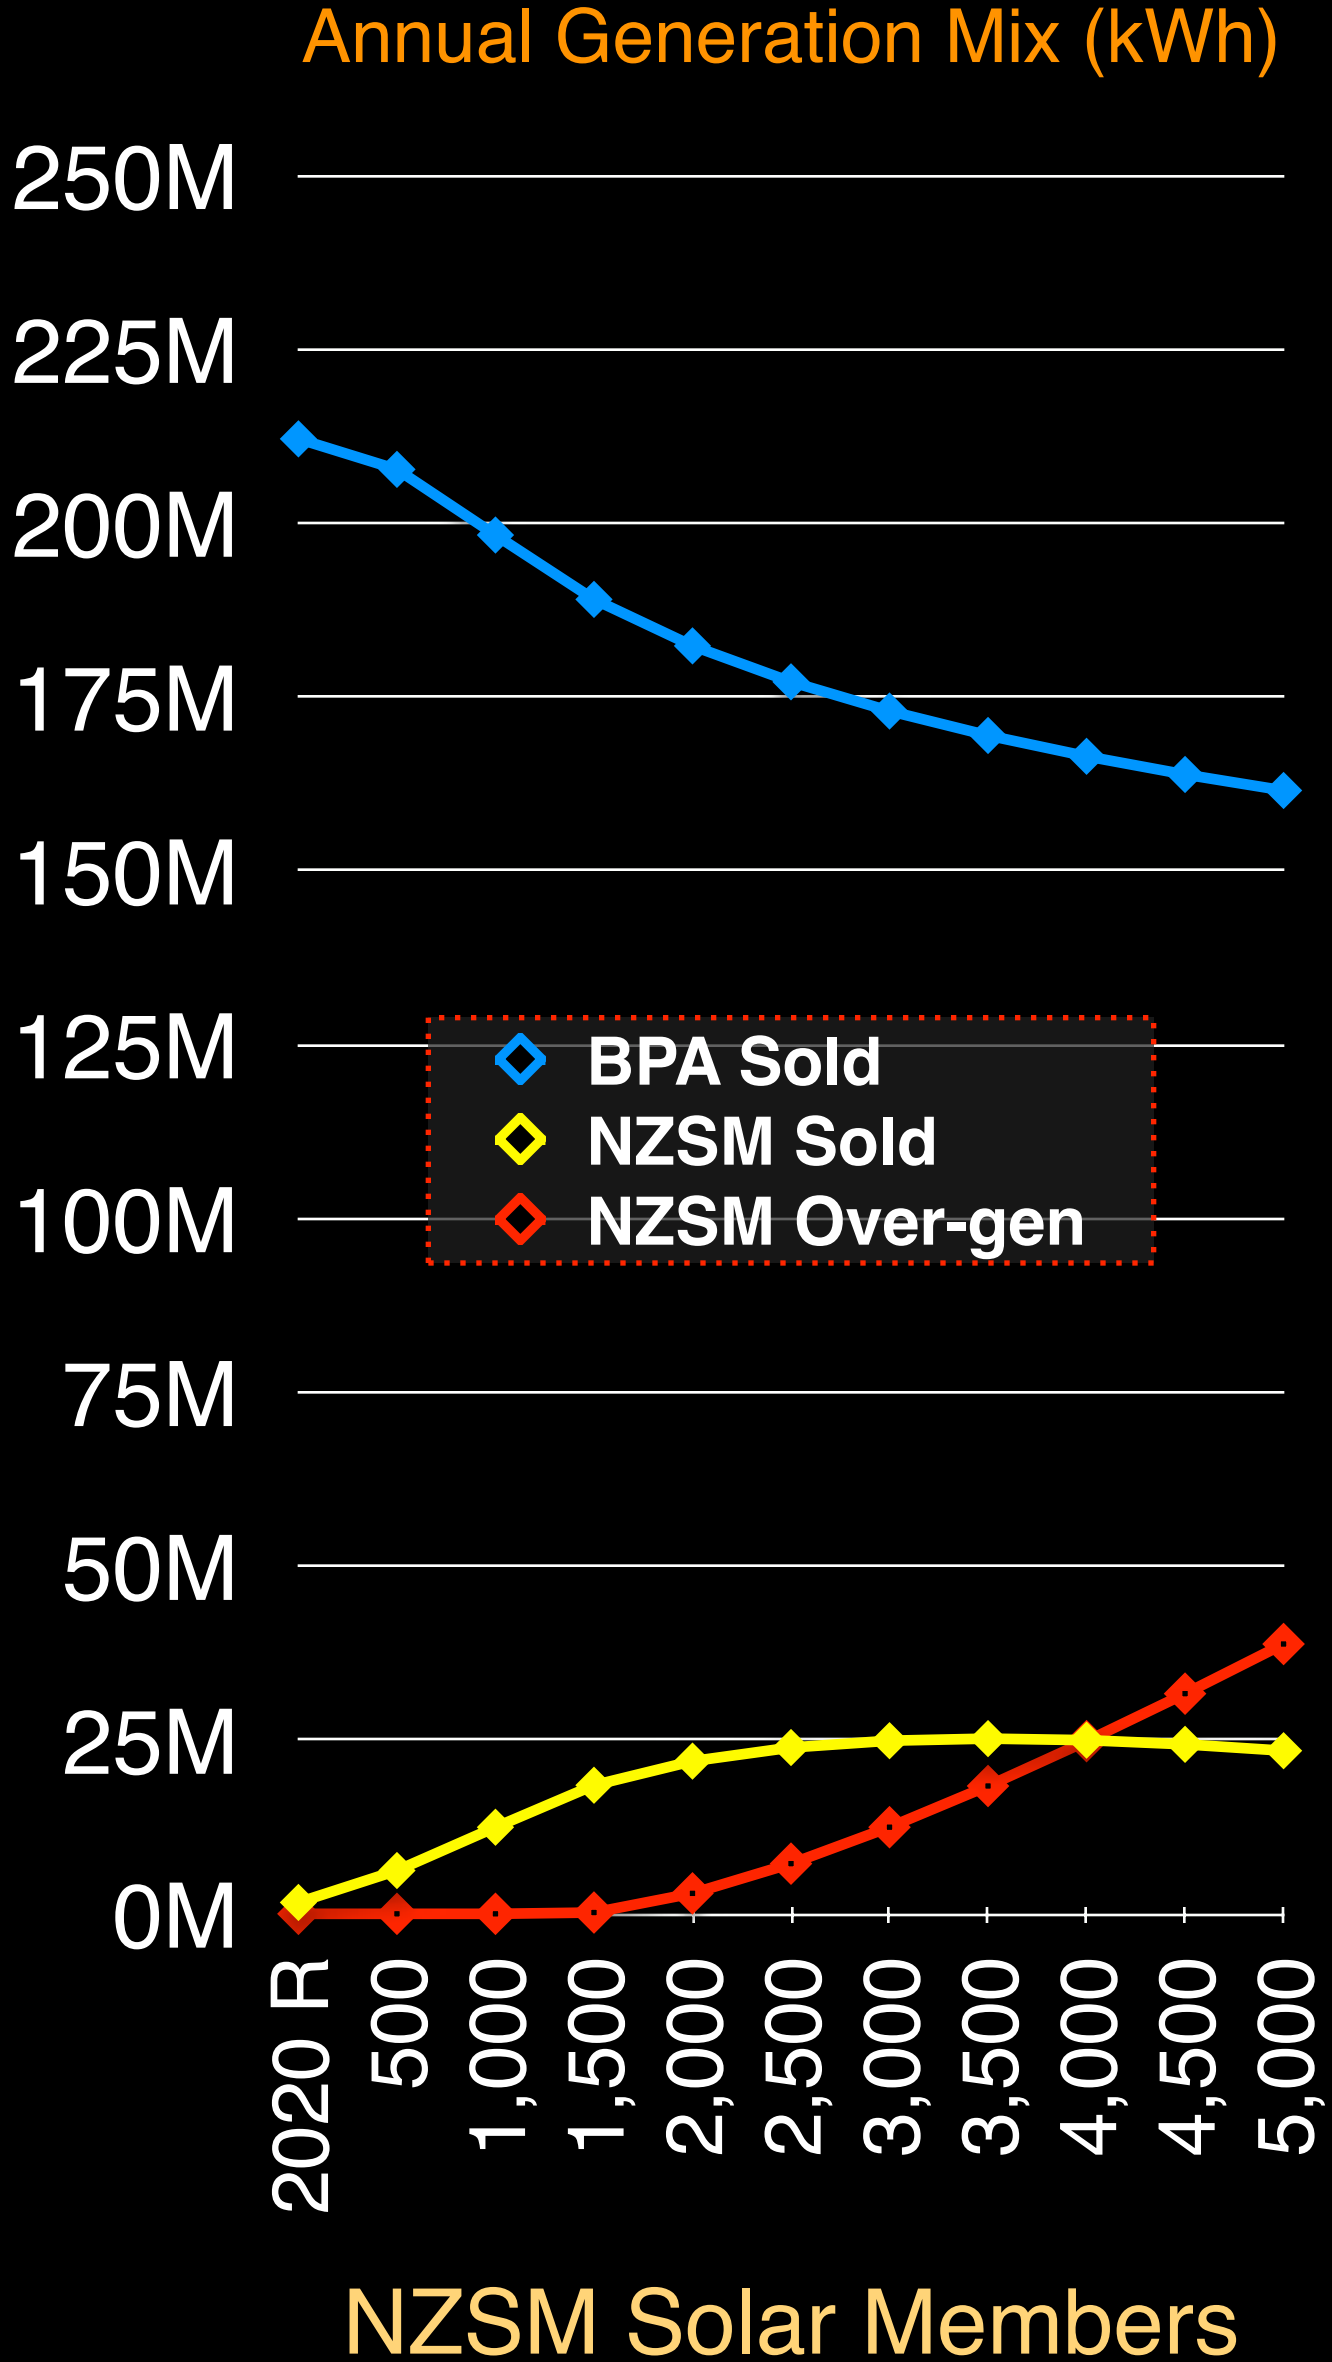 Annual Generation Mix (kWh)
250M
225M
200M
175M
150M
125M
100M
75M
50M
25M
0M
BPA Sold
NZSM Sold
NZSM Over-gen
2020 R
500
1,000
1,500
2,000
2,500
3,000
3,500
4,000
4,500
5,000
NZSM Solar Members